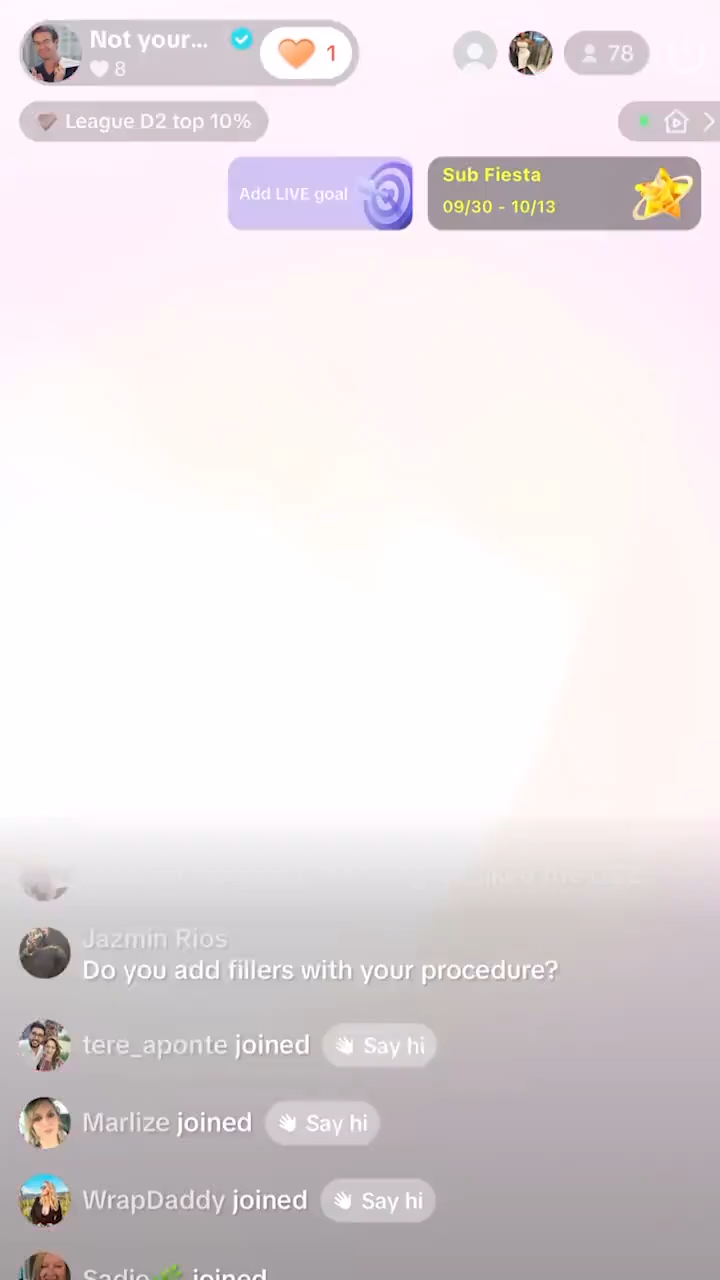 Not your...
1
8
78
League D2 top 10%
Add LIVE goal
Sub Fiesta
09/30 - 10/13
Jazmin Rios
Do you add fillers with your procedure?
tere_aponte joined
Say hi
Marlize joined
Say hi
WrapDaddy joined
Say hi
Sadie🌿 joined